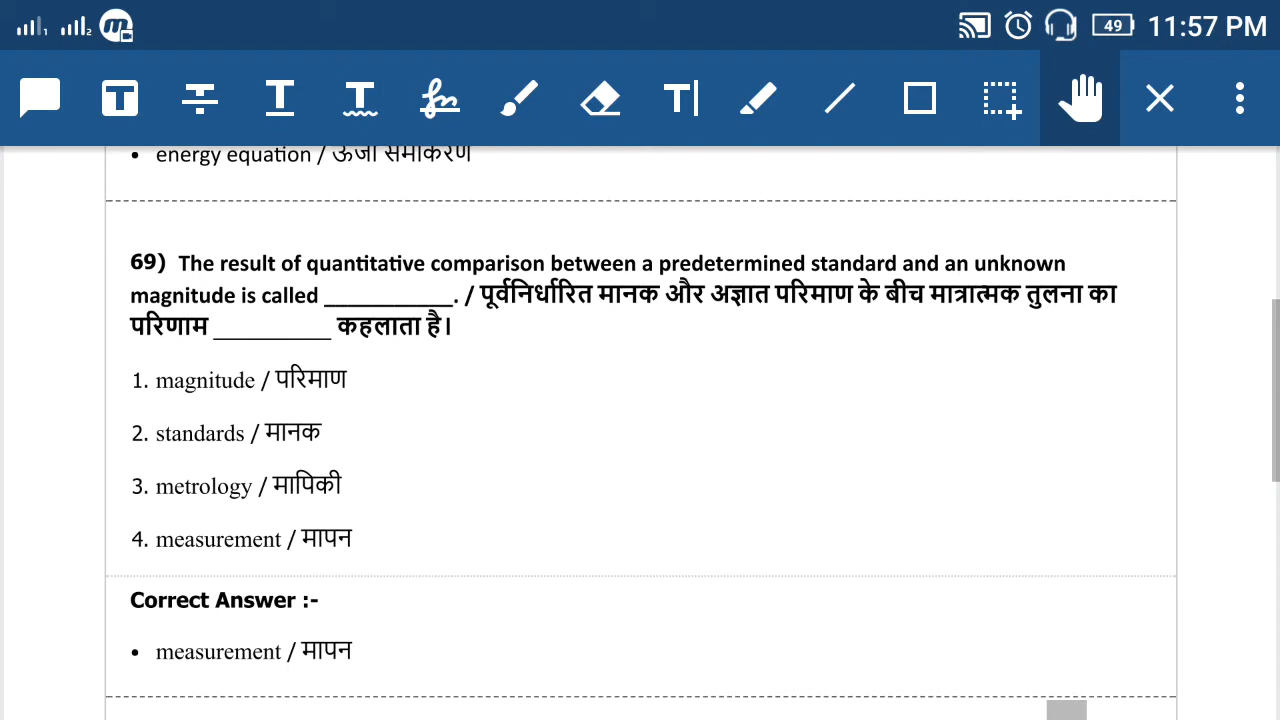 49 11:57 PM
energy equation / ऊर्जा समीकरण
69) The result of quantitative comparison between a predetermined standard and an unknown
magnitude is called ___________. / पूर्वनिर्धारित मानक और अज्ञात परिमाण के बीच मात्रात्मक तुलना का
परिणाम __________ कहलाता है।
1. magnitude / परिमाण
2. standards / मानक
3. metrology / मापिकी
4. measurement / मापन
Correct Answer :-
• measurement / मापन